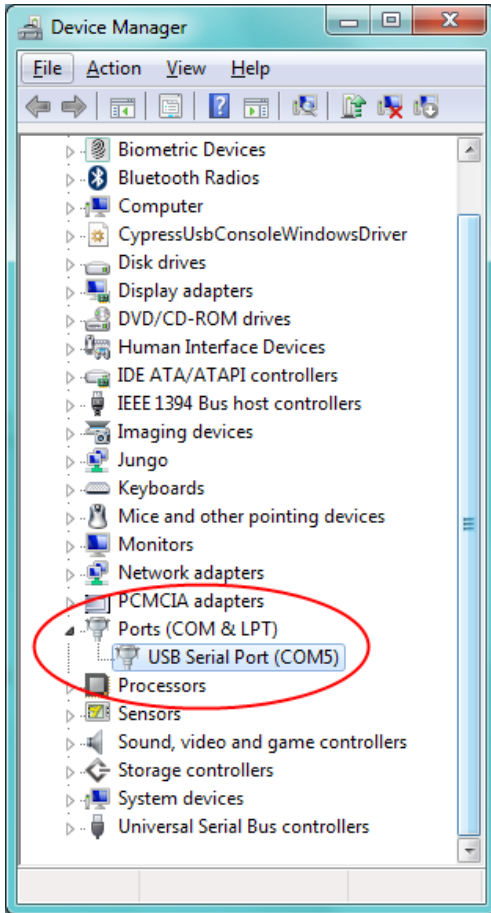 Device Manager
File Action View Help
Biometric Devices
Bluetooth Radios
Computer
CypressUsbConsoleWindowsDriver
Disk drives
Display adapters
DVD/CD-ROM drives
Human Interface Devices
IDE ATA/ATAPI controllers
IEEE 1394 Bus host controllers
Imaging devices
Jungo
Keyboards
Mice and other pointing devices
Monitors
Network adapters
PCMCIA adapters
Ports (COM & LPT)
USB Serial Port (COM5)
Processors
Sensors
Sound, video and game controllers
Storage controllers
System devices
Universal Serial Bus controllers